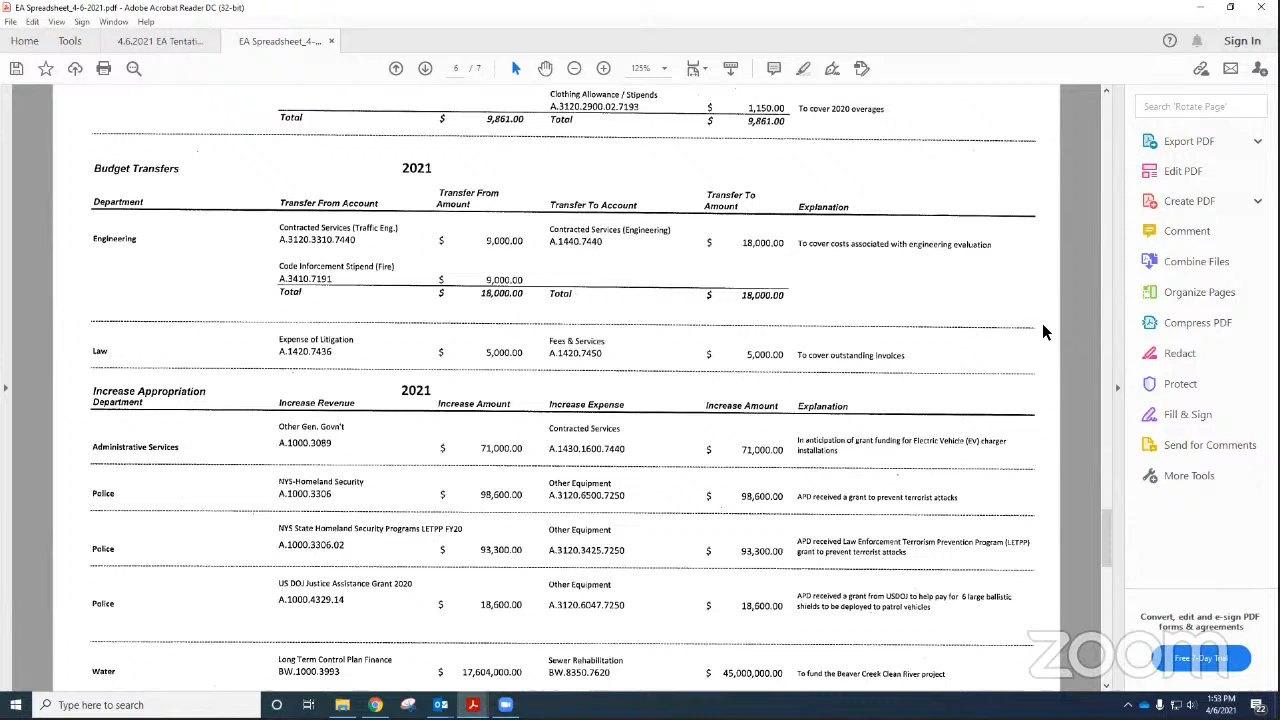 EA Spreadsheet_4-6-2021.pdf - Adobe Acrobat Reader DC (32-bit)
File Edit View Sign Window Help
Home Tools 4.6.2021 EA Tentati... EA Spreadsheet_4-... × Sign In
6 / 7 125%
Clothing Allowance / Stipends
A.3120.2900.02.7193 $ 1,150.00 To cover 2020 overages
Total $ 9,861.00 Total $ 9,861.00
Budget Transfers 2021
Department Transfer From Account Transfer From Amount Transfer To Account Transfer To Amount Explanation
Contracted Services (Traffic Eng.) Contracted Services (Engineering)
Engineering A.3120.3310.7440 $ 9,000.00 A.1440.7440 $ 18,000.00 To cover costs associated with engineering evaluation
Code Inforcement Stipend (Fire)
A.3410.7191 $ 9,000.00
Total $ 18,000.00 Total $ 18,000.00
Expense of Litigation Fees & Services
Law A.1420.7436 $ 5,000.00 A.1420.7450 $ 5,000.00 To cover outstanding invoices
Increase Appropriation 2021
Department Increase Revenue Increase Amount Increase Expense Increase Amount Explanation
Other Gen. Govn't Contracted Services
Administrative Services A.1000.3089 $ 71,000.00 A.1430.1600.7440 $ 71,000.00 In anticipation of grant funding for Electric Vehicle (EV) charger
installations
NYS-Homeland Security Other Equipment
Police A.1000.3306 $ 98,600.00 A.3120.6500.7250 $ 98,600.00 APD received a grant to prevent terrorist attacks
NYS State Homeland Security Programs LETPP FY20 Other Equipment
Police A.1000.3306.02 $ 93,300.00 A.3120.3425.7250 $ 93,300.00 APD received Law Enforcement Terrorism Prevention Program (LETPP)
grant to prevent terrorist attacks
US DOJ Justice Assistance Grant 2020 Other Equipment
Police A.1000.4329.14 $ 18,600.00 A.3120.6047.7250 $ 18,600.00 APD received a grant from USDOJ to help pay for 6 large ballistic
shields to be deployed to patrol vehicles
Long Term Control Plan Finance Sewer Rehabilitation
Water BW.1000.3993 $ 17,604,000.00 BW.8350.7620 $ 45,000,000.00 To fund the Beaver Creek Clean River project
Search 'Rotate Page'
Export PDF
Edit PDF
Create PDF
Comment
Combine Files
Organize Pages
Compress PDF
Redact
Protect
Fill & Sign
Send for Comments
More Tools
Convert, edit and e-sign PDF
forms & agreements
Free 7-Day Trial
zoom
Type here to search
1:53 PM
4/6/2021